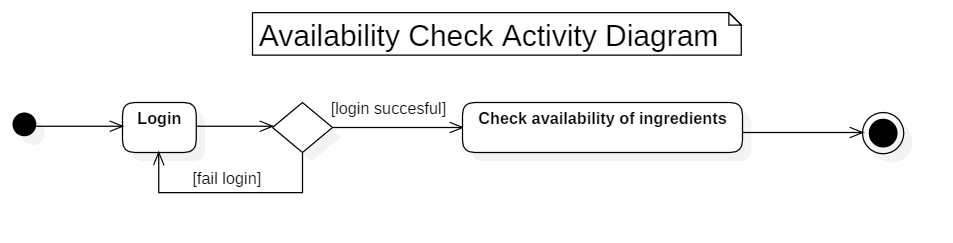 Availability Check Activity Diagram
[login succesful]
Login
Check availability of ingredients
[fail login]